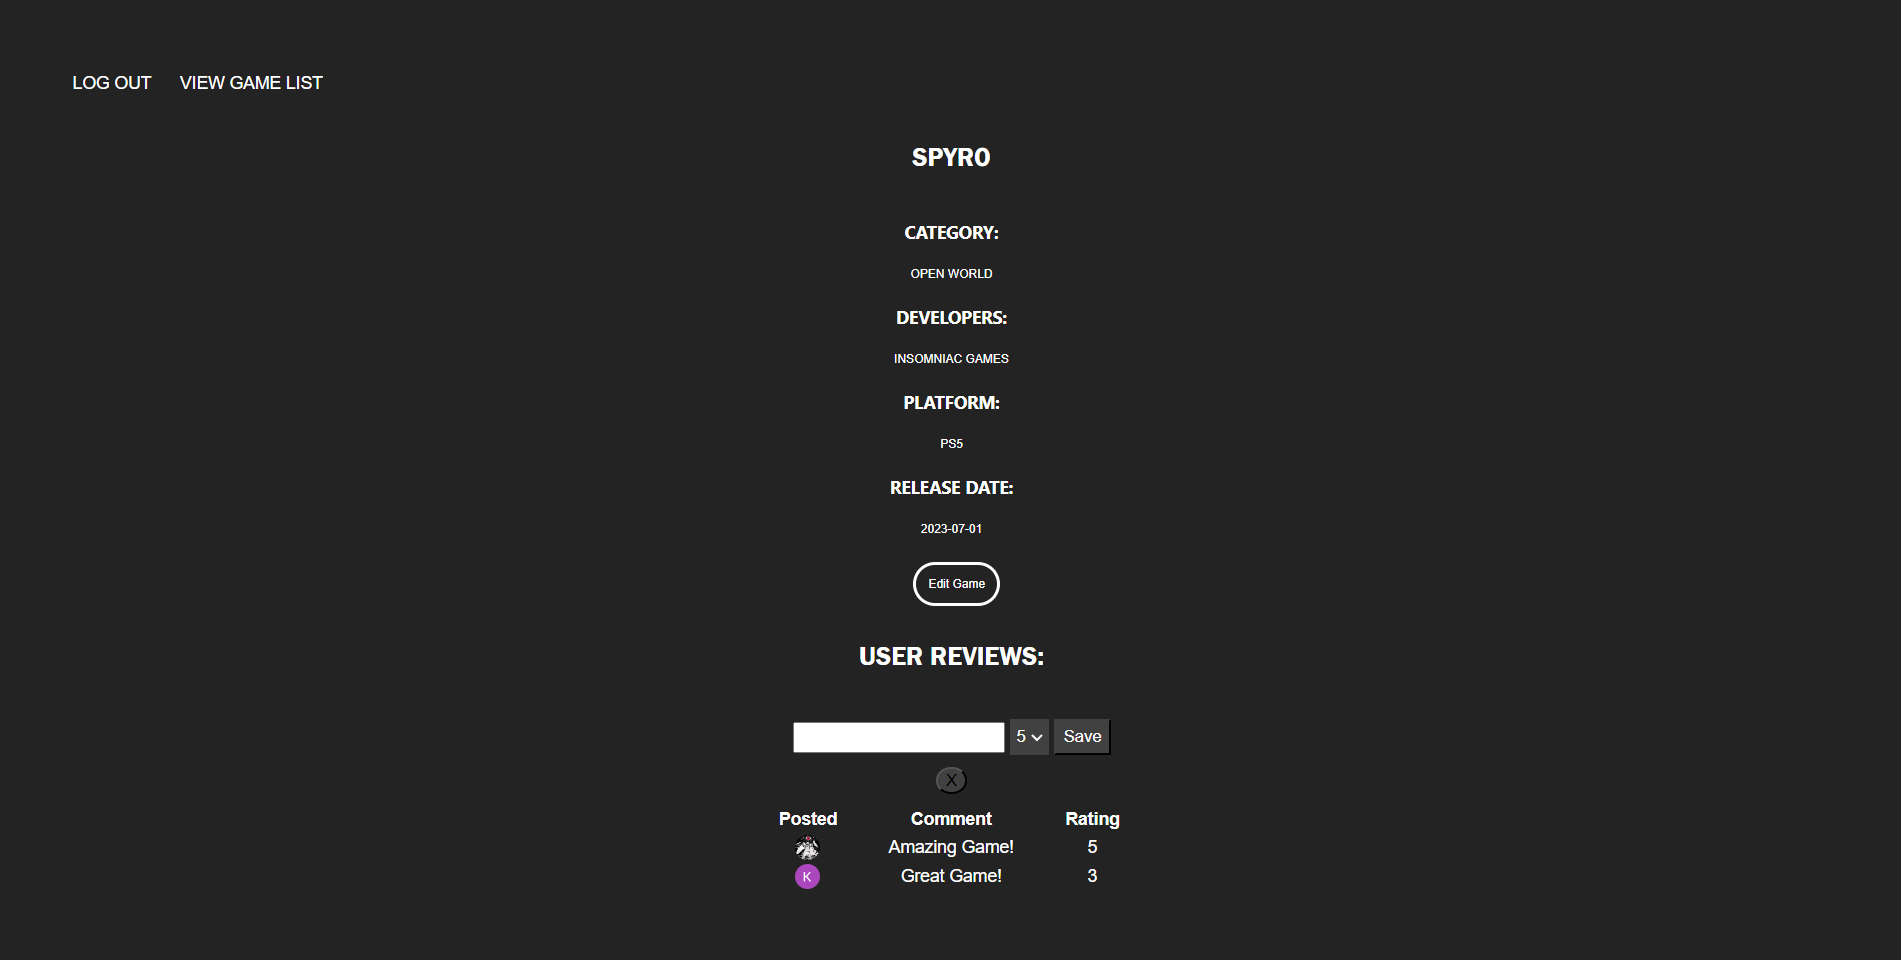 LOG OUT VIEW GAME LIST
SPYRO
CATEGORY:
OPEN WORLD
DEVELOPERS:
INSOMNIAC GAMES
PLATFORM:
PS5
RELEASE DATE:
2023-07-01
Edit Game
USER REVIEWS:
5 Save
X
Posted Comment Rating
Amazing Game! 5
K Great Game! 3